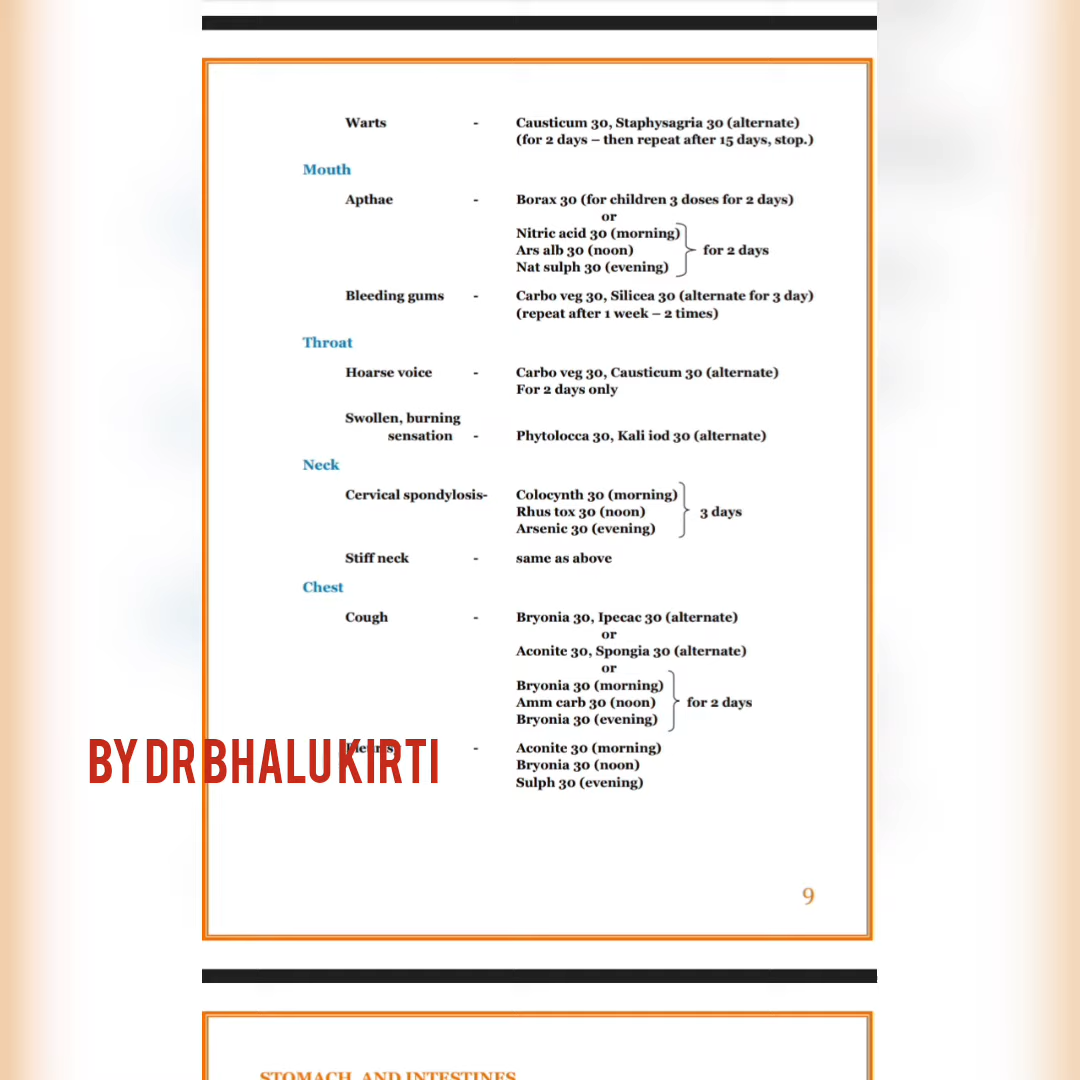 Warts - Causticum 30, Staphysagria 30 (alternate)
(for 2 days – then repeat after 15 days, stop.)
Mouth
Apthae - Borax 30 (for children 3 doses for 2 days)
or
Nitric acid 30 (morning)
Ars alb 30 (noon) for 2 days
Nat sulph 30 (evening)
Bleeding gums - Carbo veg 30, Silicea 30 (alternate for 3 day)
(repeat after 1 week – 2 times)
Throat
Hoarse voice - Carbo veg 30, Causticum 30 (alternate)
For 2 days only
Swollen, burning
sensation - Phytolocca 30, Kali iod 30 (alternate)
Neck
Cervical spondylosis- Colocynth 30 (morning)
Rhus tox 30 (noon) 3 days
Arsenic 30 (evening)
Stiff neck - same as above
Chest
Cough - Bryonia 30, Ipecac 30 (alternate)
or
Aconite 30, Spongia 30 (alternate)
or
Bryonia 30 (morning)
Amm carb 30 (noon) for 2 days
Bryonia 30 (evening)
- Aconite 30 (morning)
BY DR BHALU KIRTI
Bryonia 30 (noon)
Sulph 30 (evening)
9
STOMACH AND INTESTINES